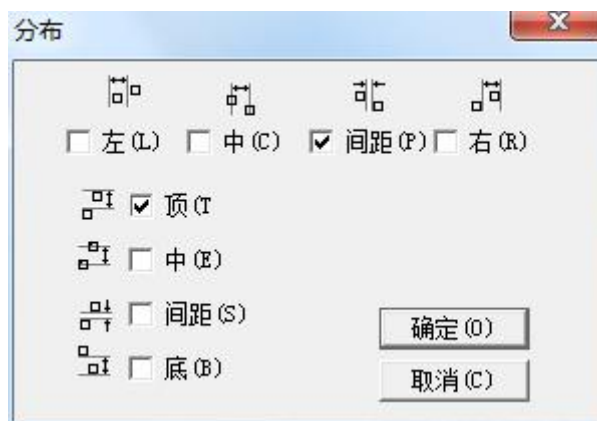 分布
左(L) 中(C) 间距(P) 右(R)
顶(T
中(E)
间距(S)
底(B)
确定(O)
取消(C)